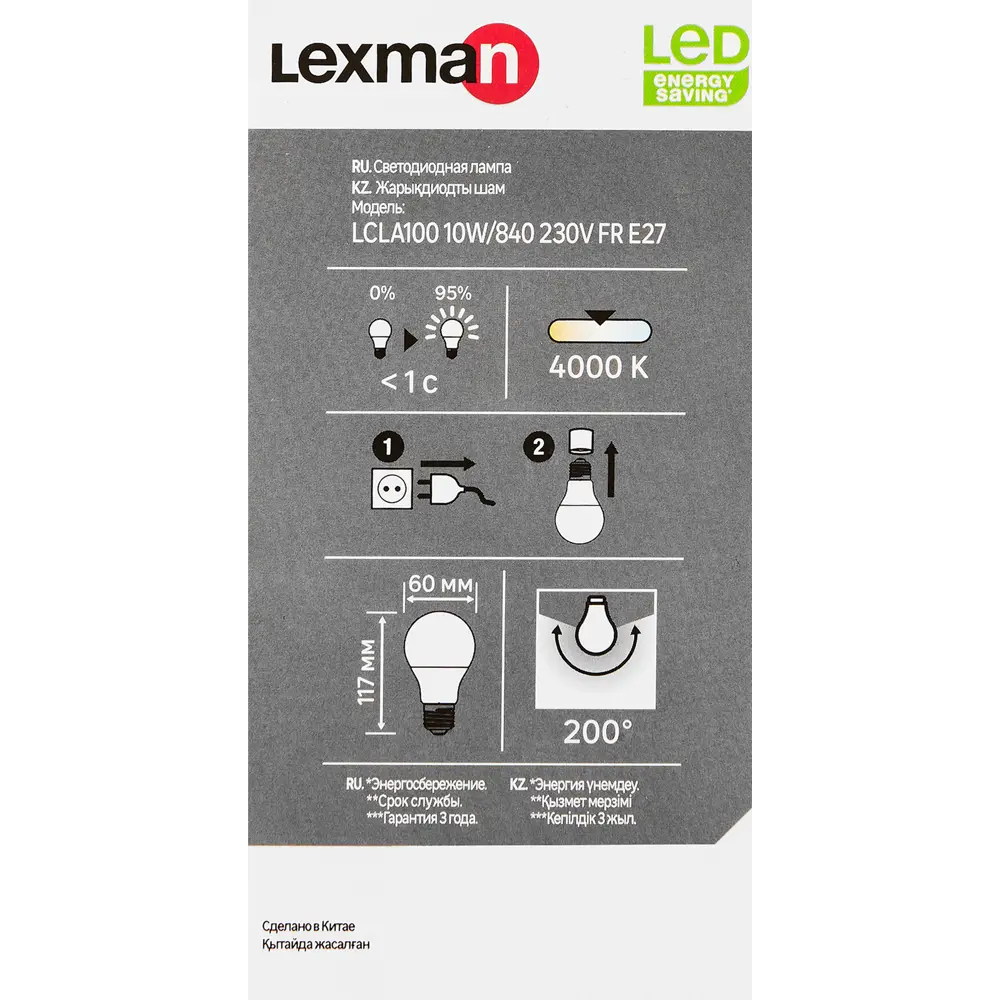 Lexman
LED
ENERGY
SAVING*
RU. Светодиодная лампа
KZ. Жарықдиодты шам
Модель:
LCLA100 10W/840 230V FR E27
0% 95%
< 1 с
4000 K
1
2
60 мм
117 мм
200°
RU. *Энергосбережение.
**Срок службы.
***Гарантия 3 года.
KZ. *Энергия үнемдеу.
**Қызмет мерзімі
***Кепілдік 3 жыл.
Сделано в Китае
Қытайда жасалған